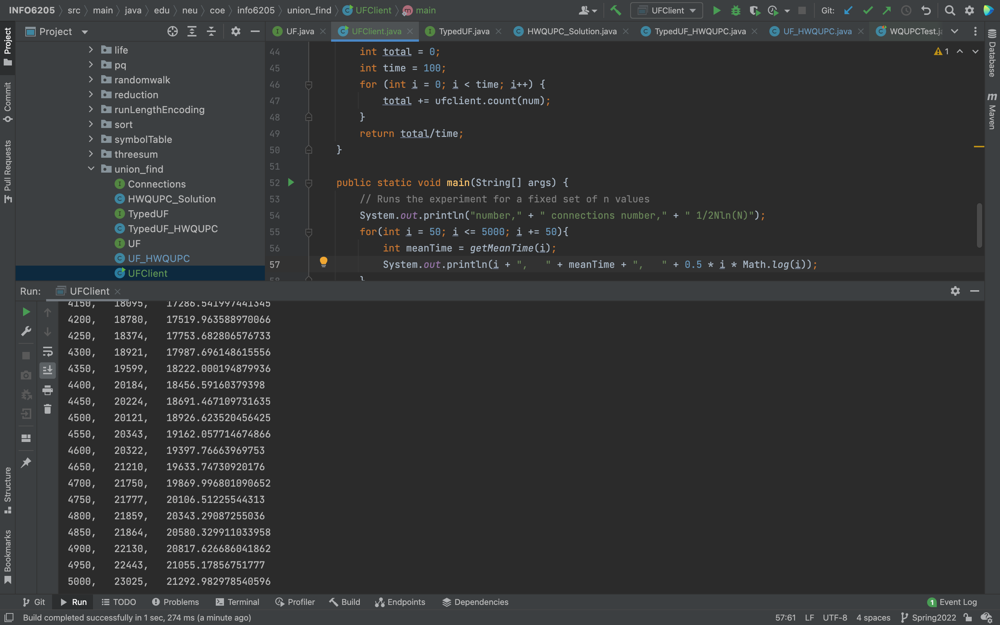 INFO6205 src main java edu neu coe info6205 union_find UFClient main
UFClient
Git:
Project
UF.java
UFClient.java
TypedUF.java
HWQUPC_Solution.java
TypedUF_HWQUPC.java
UF_HWQUPC.java
WQUPCTest.ja
Project
Commit
Pull Requests
Structure
Bookmarks
life
pq
randomwalk
reduction
runLengthEncoding
sort
symbolTable
threesum
union_find
Connections
HWQUPC_Solution
TypedUF
TypedUF_HWQUPC
UF
UF_HWQUPC
UFClient
44 int total = 0;
45 int time = 100;
46 for (int i = 0; i < time; i++) {
47 total += ufclient.count(num);
48 }
49 return total/time;
50 }
51
52 public static void main(String[] args) {
53 // Runs the experiment for a fixed set of n values
54 System.out.println("number," + " connections number," + " 1/2Nln(N)");
55 for(int i = 50; i <= 5000; i += 50){
56 int meanTime = getMeanTime(i);
57 System.out.println(i + ",   " + meanTime + ",   " + 0.5 * i * Math.log(i));
58 }
1
Database
Maven
Run: UFClient
4150, 18095, 17286.541997441345
4200, 18780, 17519.963588970066
4250, 18374, 17753.682806576733
4300, 18921, 17987.696148615556
4350, 19599, 18222.000194879936
4400, 20184, 18456.59160379398
4450, 20224, 18691.467109731635
4500, 20121, 18926.623520456425
4550, 20343, 19162.057714674866
4600, 20322, 19397.76663969753
4650, 21210, 19633.74730920176
4700, 21750, 19869.996801090652
4750, 21777, 20106.51225544313
4800, 21859, 20343.29087255036
4850, 21864, 20580.329911033958
4900, 22130, 20817.626686041862
4950, 22443, 21055.17856751777
5000, 23025, 21292.982978540596
Git Run TODO Problems Terminal Profiler Build Endpoints Dependencies
1 Event Log
Build completed successfully in 1 sec, 274 ms (a minute ago)
57:61 LF UTF-8 4 spaces Spring2022